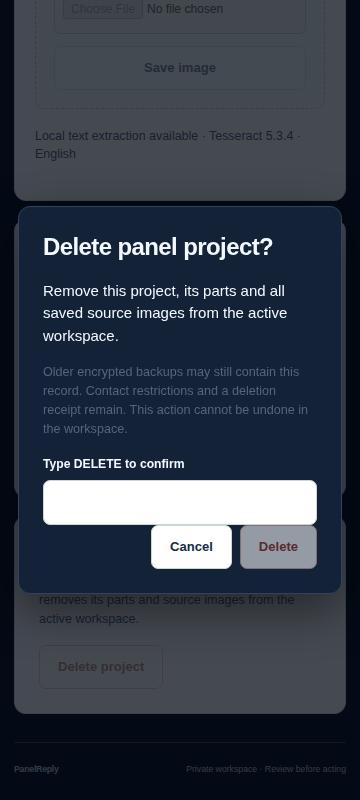 Choose File No file chosen
Save image
Local text extraction available · Tesseract 5.3.4 ·
English
Delete panel project?
Remove this project, its parts and all
saved source images from the active
workspace.
Older encrypted backups may still contain this
record. Contact restrictions and a deletion
receipt remain. This action cannot be undone in
the workspace.
Type DELETE to confirm
Cancel Delete
removes its parts and source images from the
active workspace.
Delete project
PanelReply Private workspace · Review before acting